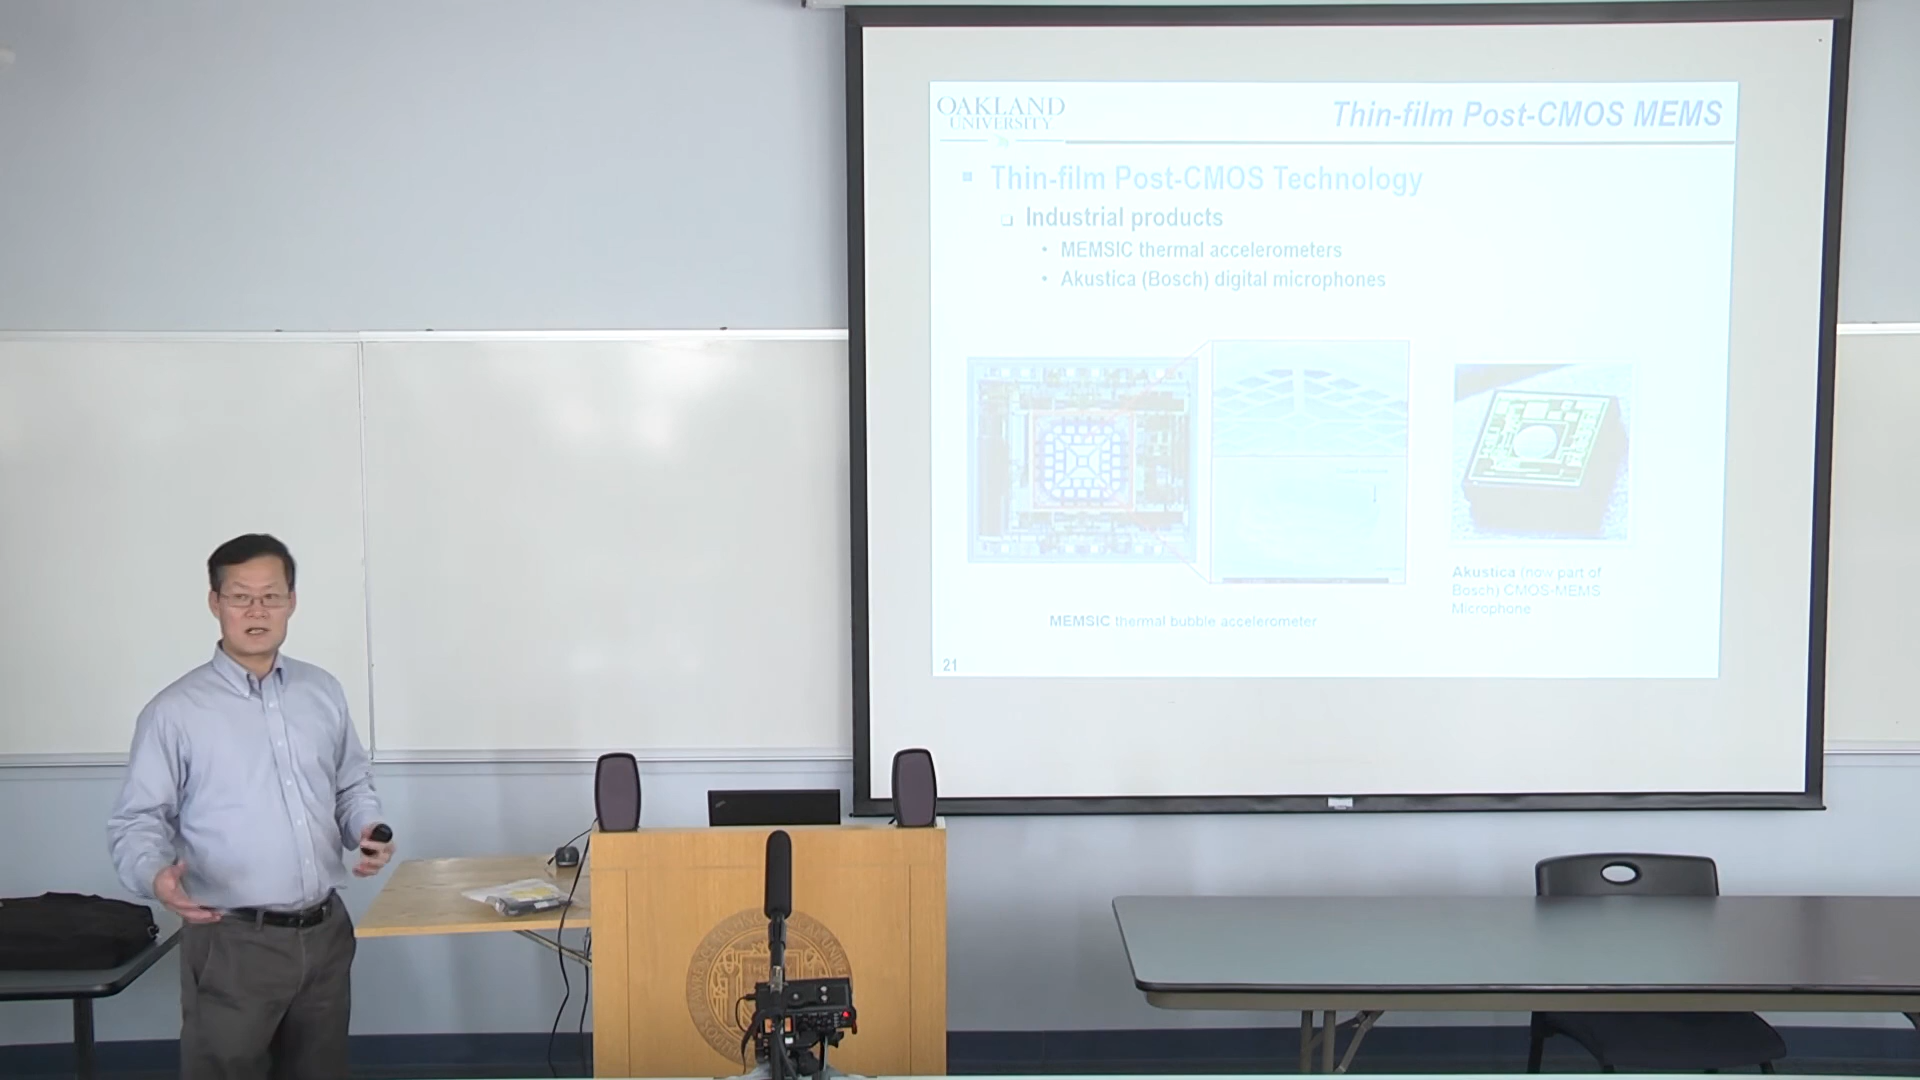 OAKLAND
UNIVERSITY
Thin-film Post-CMOS MEMS
Thin-film Post-CMOS Technology
Industrial products
MEMSIC thermal accelerometers
Akustica (Bosch) digital microphones
Akustica (now part of
Bosch) CMOS-MEMS
Microphone
MEMSIC thermal bubble accelerometer
21